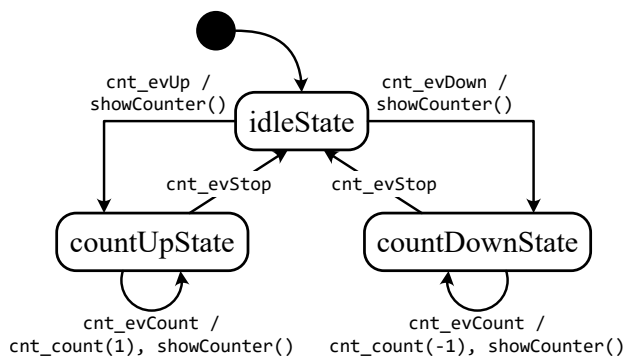 cnt_evUp /
showCounter()
cnt_evDown /
showCounter()
idleState
cnt_evStop
cnt_evStop
countUpState
countDownState
cnt_evCount /
cnt_count(1), showCounter()
cnt_evCount /
cnt_count(-1), showCounter()